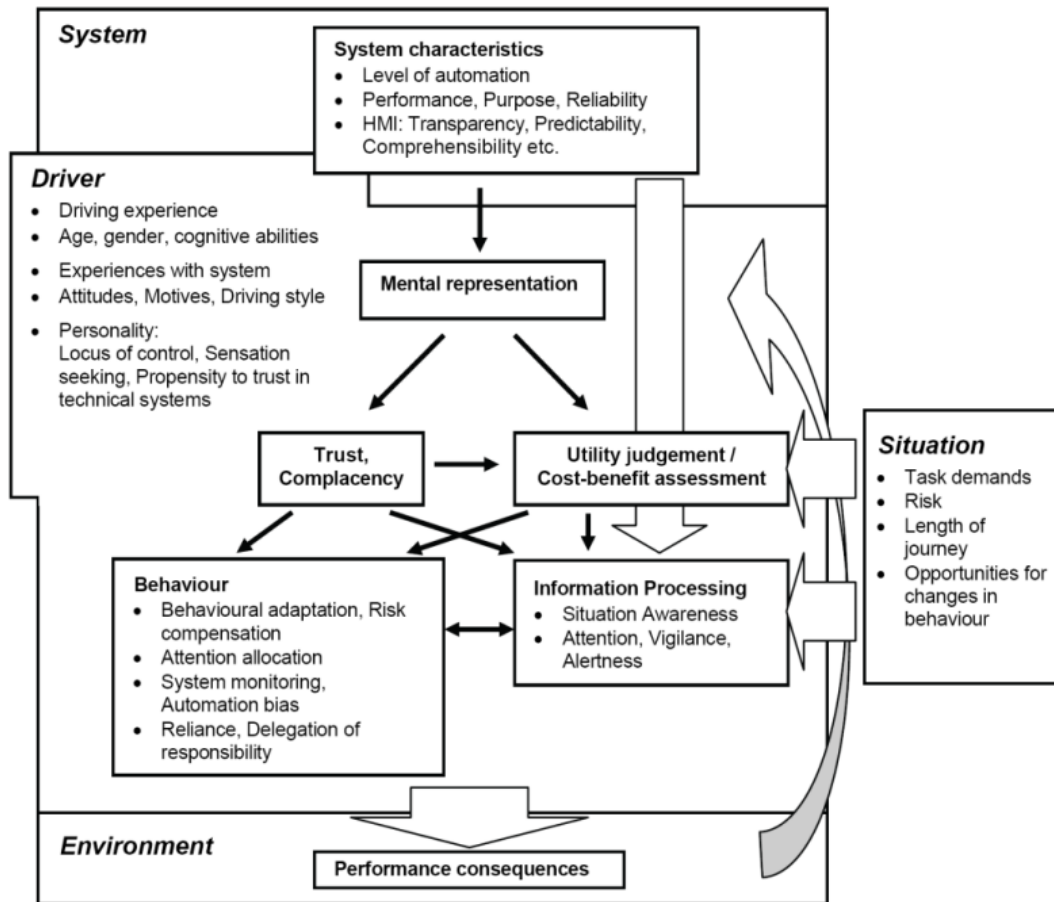 System
System characteristics
• Level of automation
• Performance, Purpose, Reliability
• HMI: Transparency, Predictability,
Comprehensibility etc.
Driver
• Driving experience
• Age, gender, cognitive abilities
• Experiences with system
• Attitudes, Motives, Driving style
• Personality:
Locus of control, Sensation
seeking, Propensity to trust in
technical systems
Mental representation
Trust,
Complacency
Utility judgement /
Cost-benefit assessment
Situation
• Task demands
• Risk
• Length of
journey
• Opportunities for
changes in
behaviour
Behaviour
• Behavioural adaptation, Risk
compensation
• Attention allocation
• System monitoring,
Automation bias
• Reliance, Delegation of
responsibility
Information Processing
• Situation Awareness
• Attention, Vigilance,
Alertness
Environment
Performance consequences